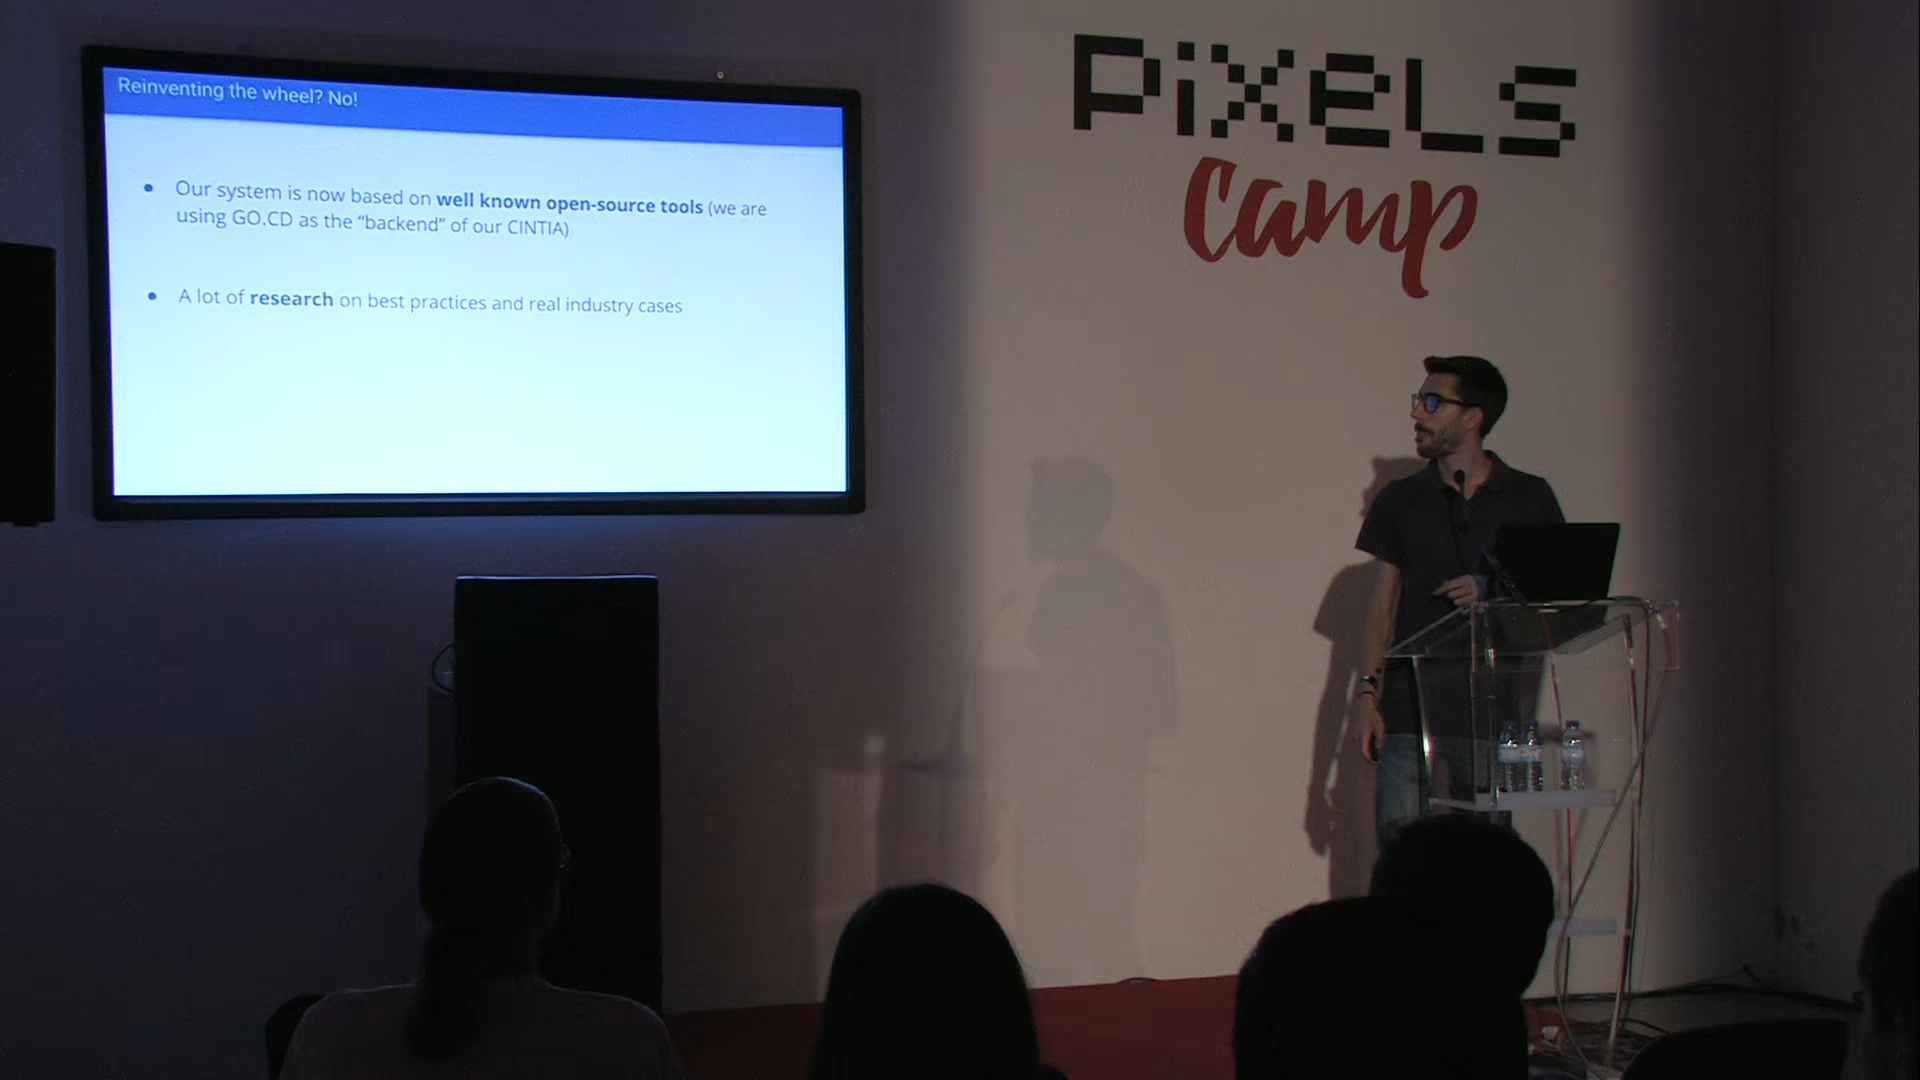 Reinventing the wheel? No!
• Our system is now based on well known open-source tools (we are
using GO.CD as the “backend” of our CINTIA)
• A lot of research on best practices and real industry cases
PixeLs
Camp